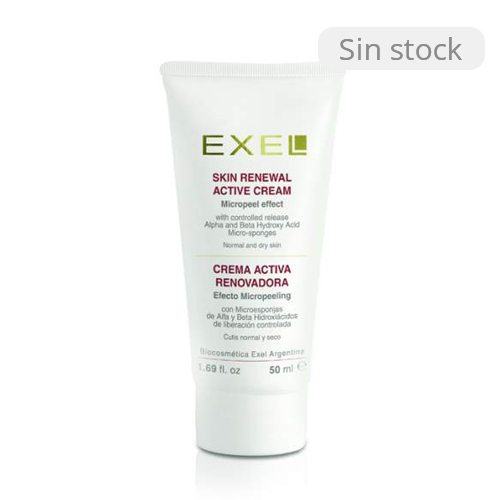 Sin stock
EXEL
SKIN RENEWAL
ACTIVE CREAM
Micropeel effect
with controlled release
Alpha and Beta Hydroxy Acid
Micro-sponges
Normal and dry skin
CREMA ACTIVA
RENOVADORA
Efecto Micropeeling
con Microesponjas
de Alfa y Beta Hidroxiácidos
de liberación controlada
Cutis normal y seco
Biocosmética Exel Argentina
1.69 fl. oz 50 ml ℮